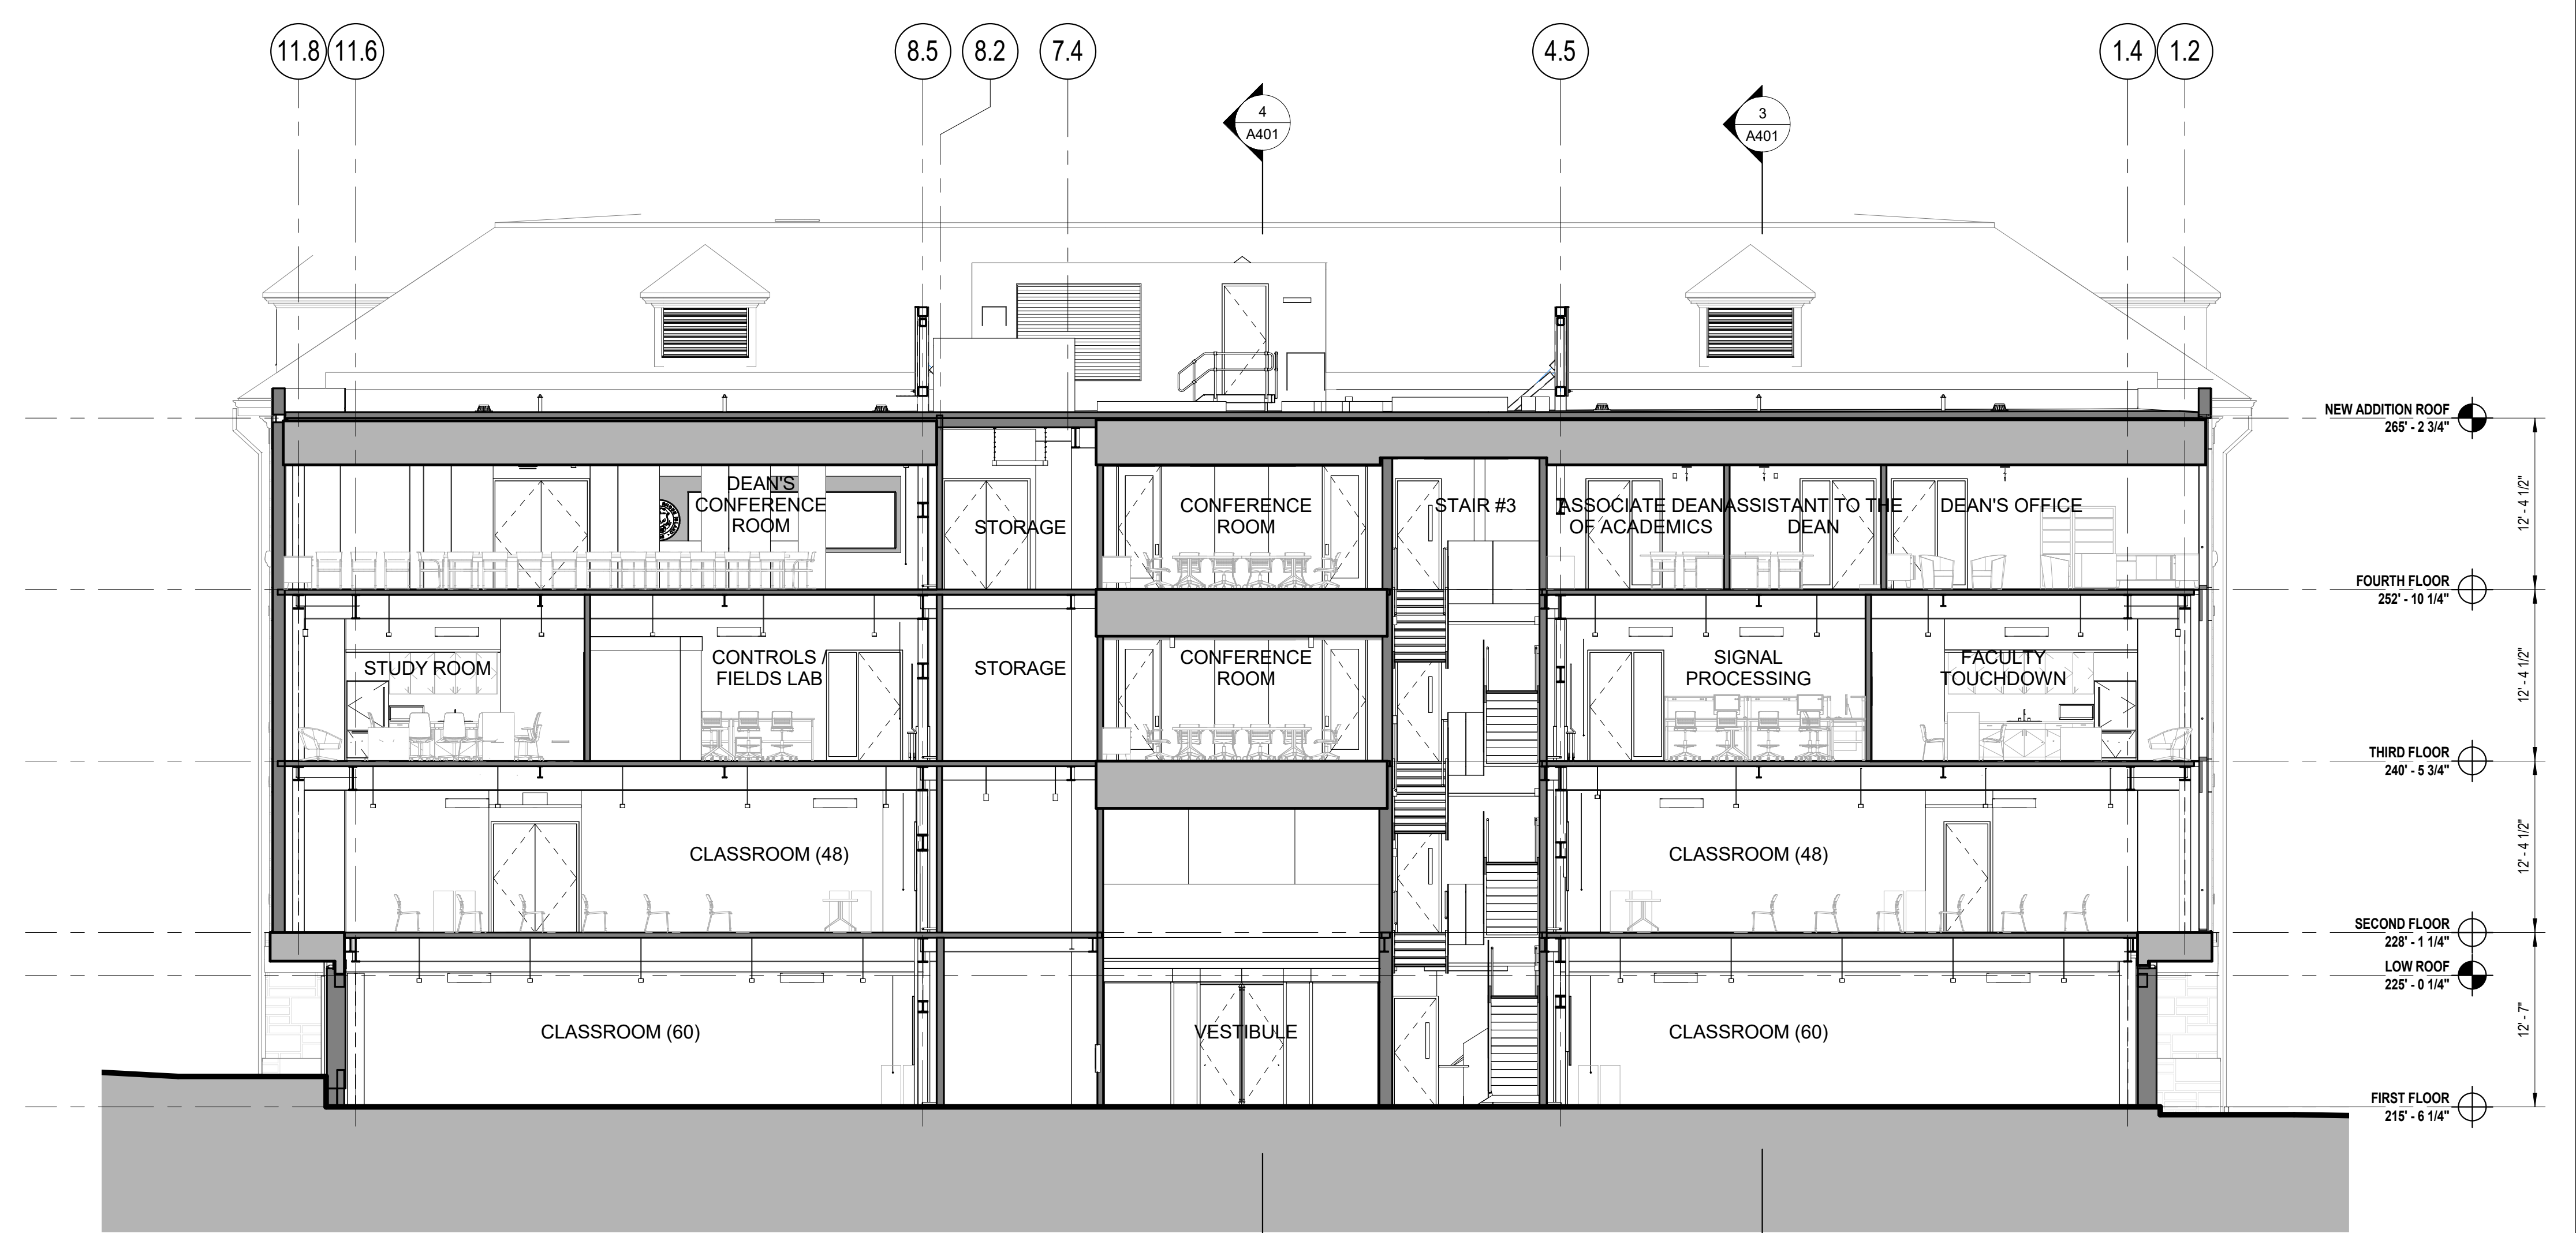 11.8
11.6
8.5
8.2
7.4
4.5
1.4
1.2
4
A401
3
A401
NEW ADDITION ROOF
265' - 2 3/4"
DEAN'S
CONFERENCE
ROOM
STORAGE
CONFERENCE
ROOM
STAIR #3
ASSOCIATE DEAN
OF ACADEMICS
ASSISTANT TO THE
DEAN
DEAN'S OFFICE
12' - 4 1/2"
FOURTH FLOOR
252' - 10 1/4"
STUDY ROOM
CONTROLS /
FIELDS LAB
STORAGE
CONFERENCE
ROOM
SIGNAL
PROCESSING
FACULTY
TOUCHDOWN
12' - 4 1/2"
THIRD FLOOR
240' - 5 3/4"
CLASSROOM (48)
CLASSROOM (48)
12' - 4 1/2"
SECOND FLOOR
228' - 1 1/4"
LOW ROOF
225' - 0 1/4"
CLASSROOM (60)
VESTIBULE
CLASSROOM (60)
12' - 7"
FIRST FLOOR
215' - 6 1/4"